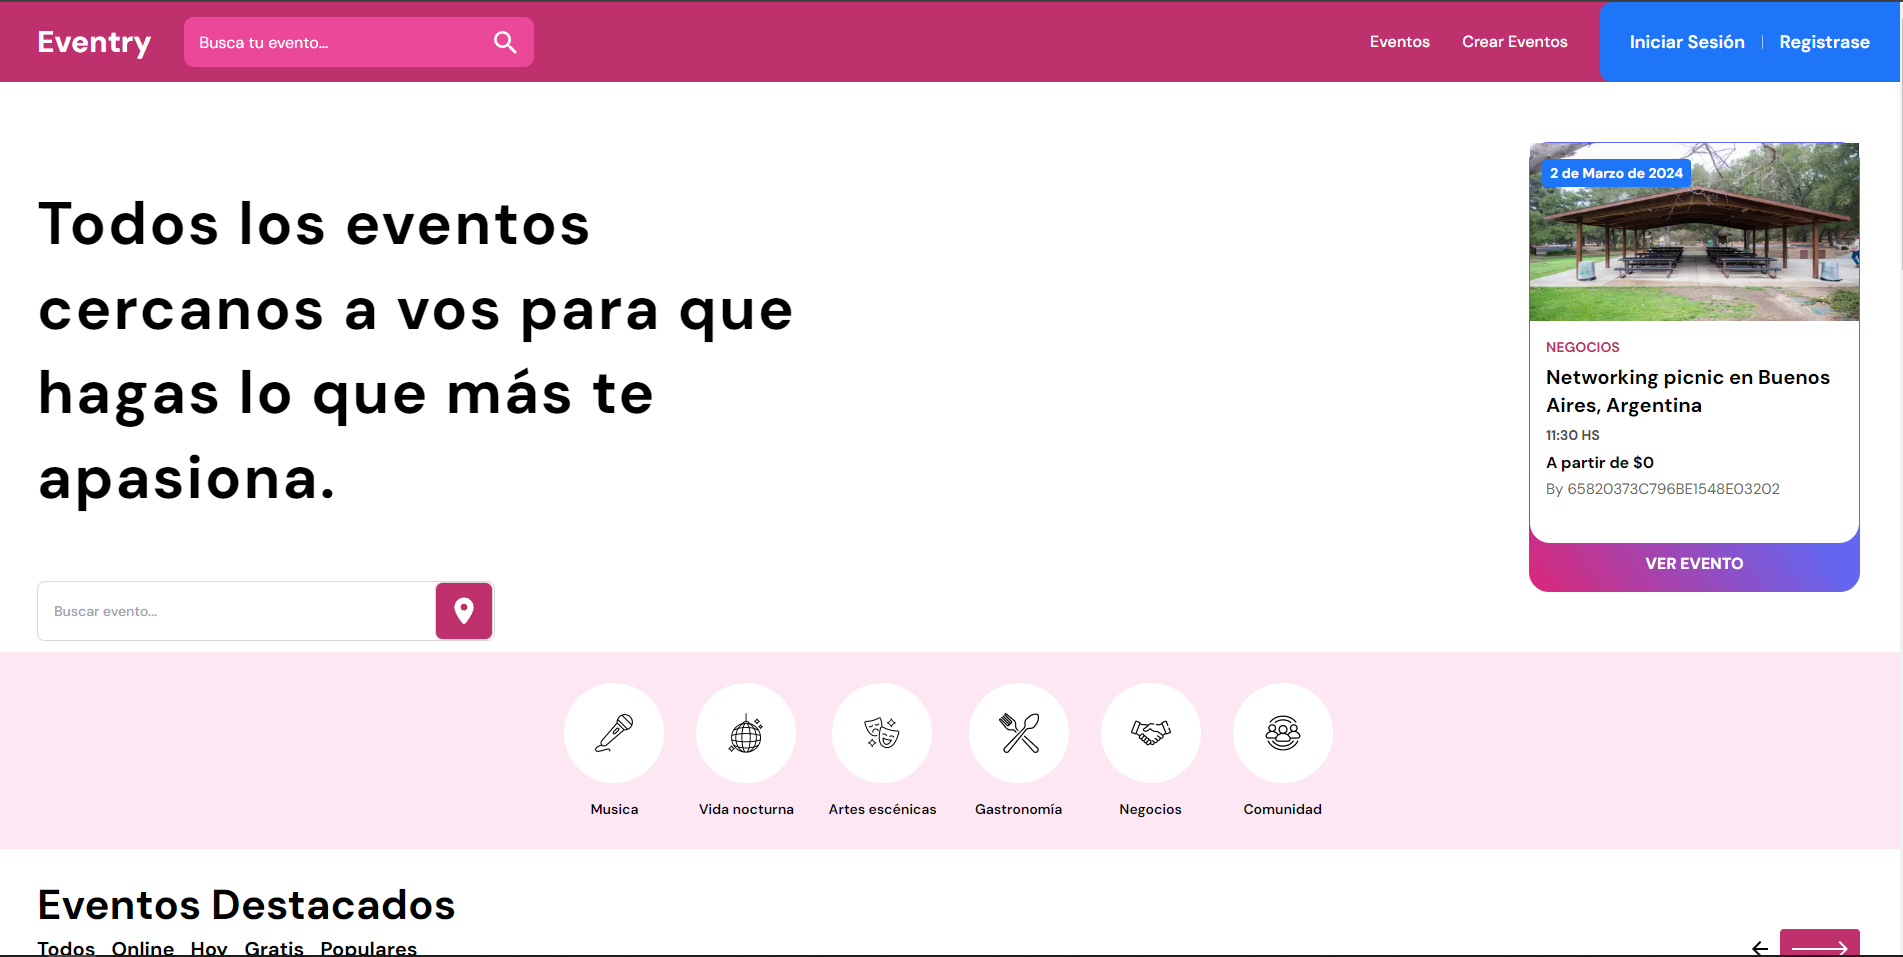 Eventry
Busca tu evento...
Eventos
Crear Eventos
Iniciar Sesión | Registrase
Todos los eventos
cercanos a vos para que
hagas lo que más te
apasiona.
Buscar evento...
2 de Marzo de 2024
NEGOCIOS
Networking picnic en Buenos
Aires, Argentina
11:30 HS
A partir de $0
By 65820373C796BE1548E03202
VER EVENTO
Musica
Vida nocturna
Artes escénicas
Gastronomía
Negocios
Comunidad
Eventos Destacados
Todos Online Hoy Gratis Populares